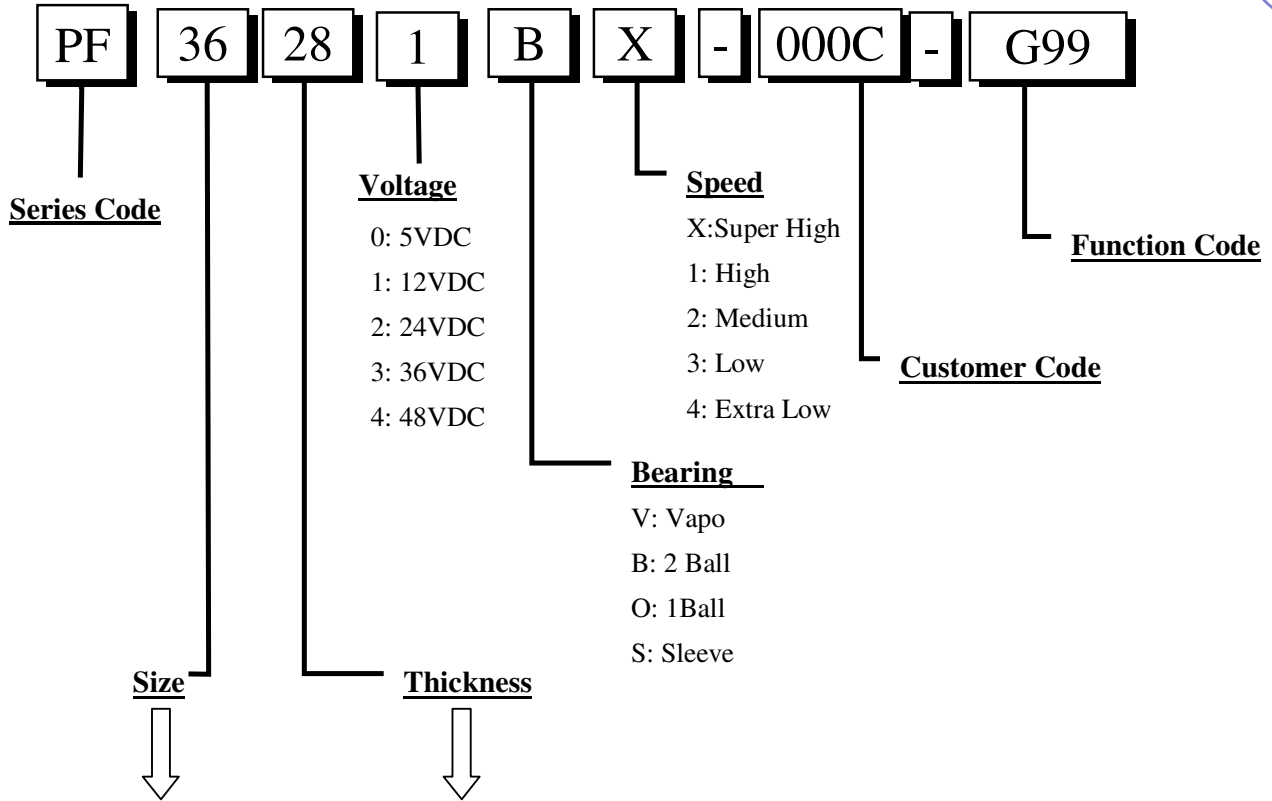 PF 36 28 1 B X - 000C - G99
Series Code
Voltage
0: 5VDC
1: 12VDC
2: 24VDC
3: 36VDC
4: 48VDC
Speed
X:Super High
1: High
2: Medium
3: Low
4: Extra Low
Function Code
Customer Code
Bearing
V: Vapo
B: 2 Ball
O: 1Ball
S: Sleeve
Size
Thickness